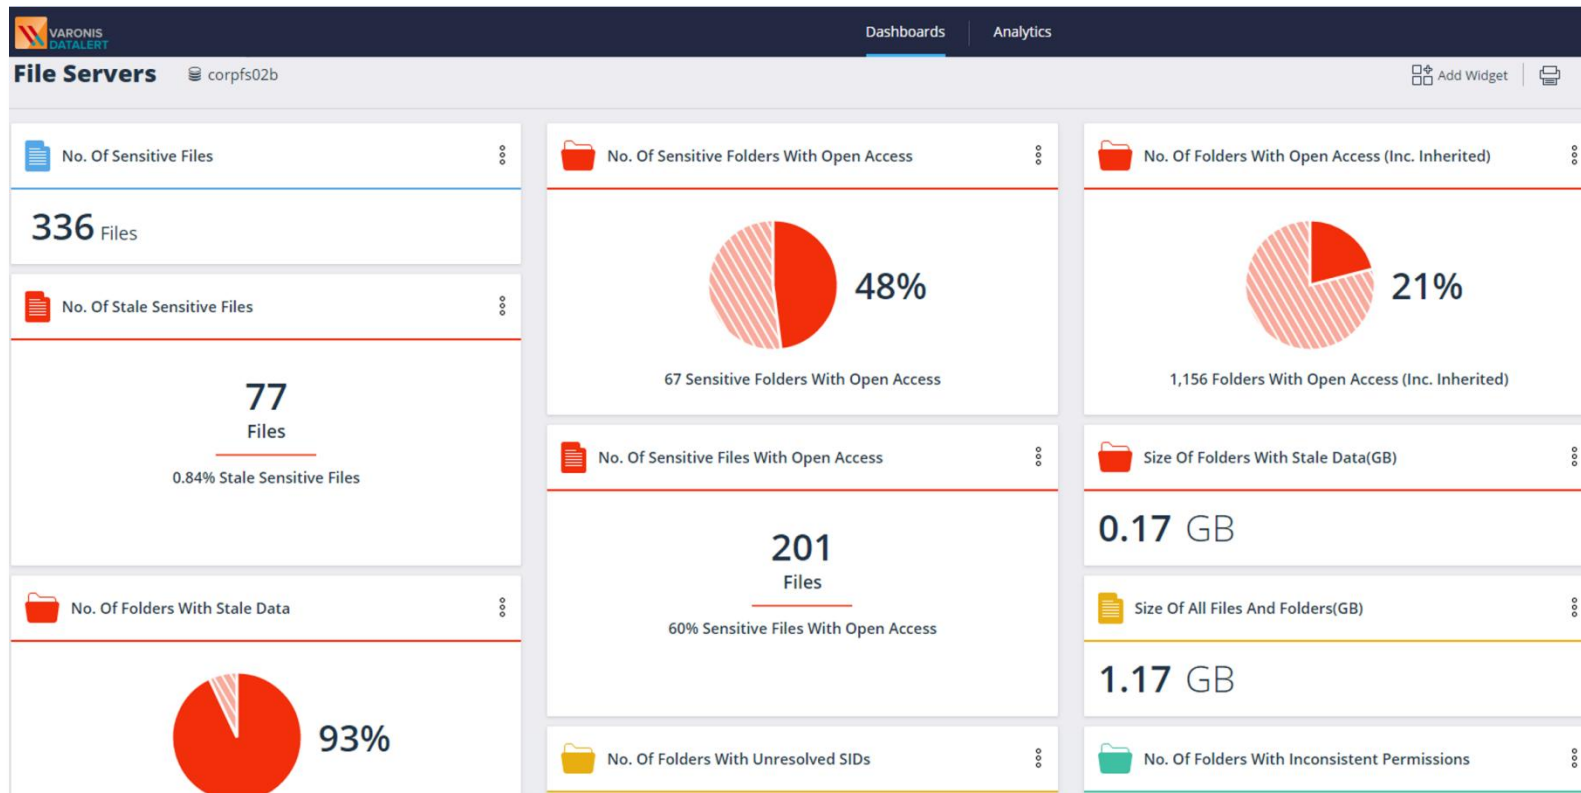 VARONIS
DATALERT
Dashboards
Analytics
File Servers
corpfs02b
Add Widget
No. Of Sensitive Files
336 Files
No. Of Stale Sensitive Files
77
Files
0.84% Stale Sensitive Files
No. Of Folders With Stale Data
93%
No. Of Sensitive Folders With Open Access
48%
67 Sensitive Folders With Open Access
No. Of Sensitive Files With Open Access
201
Files
60% Sensitive Files With Open Access
No. Of Folders With Unresolved SIDs
No. Of Folders With Open Access (Inc. Inherited)
21%
1,156 Folders With Open Access (Inc. Inherited)
Size Of Folders With Stale Data(GB)
0.17 GB
Size Of All Files And Folders(GB)
1.17 GB
No. Of Folders With Inconsistent Permissions